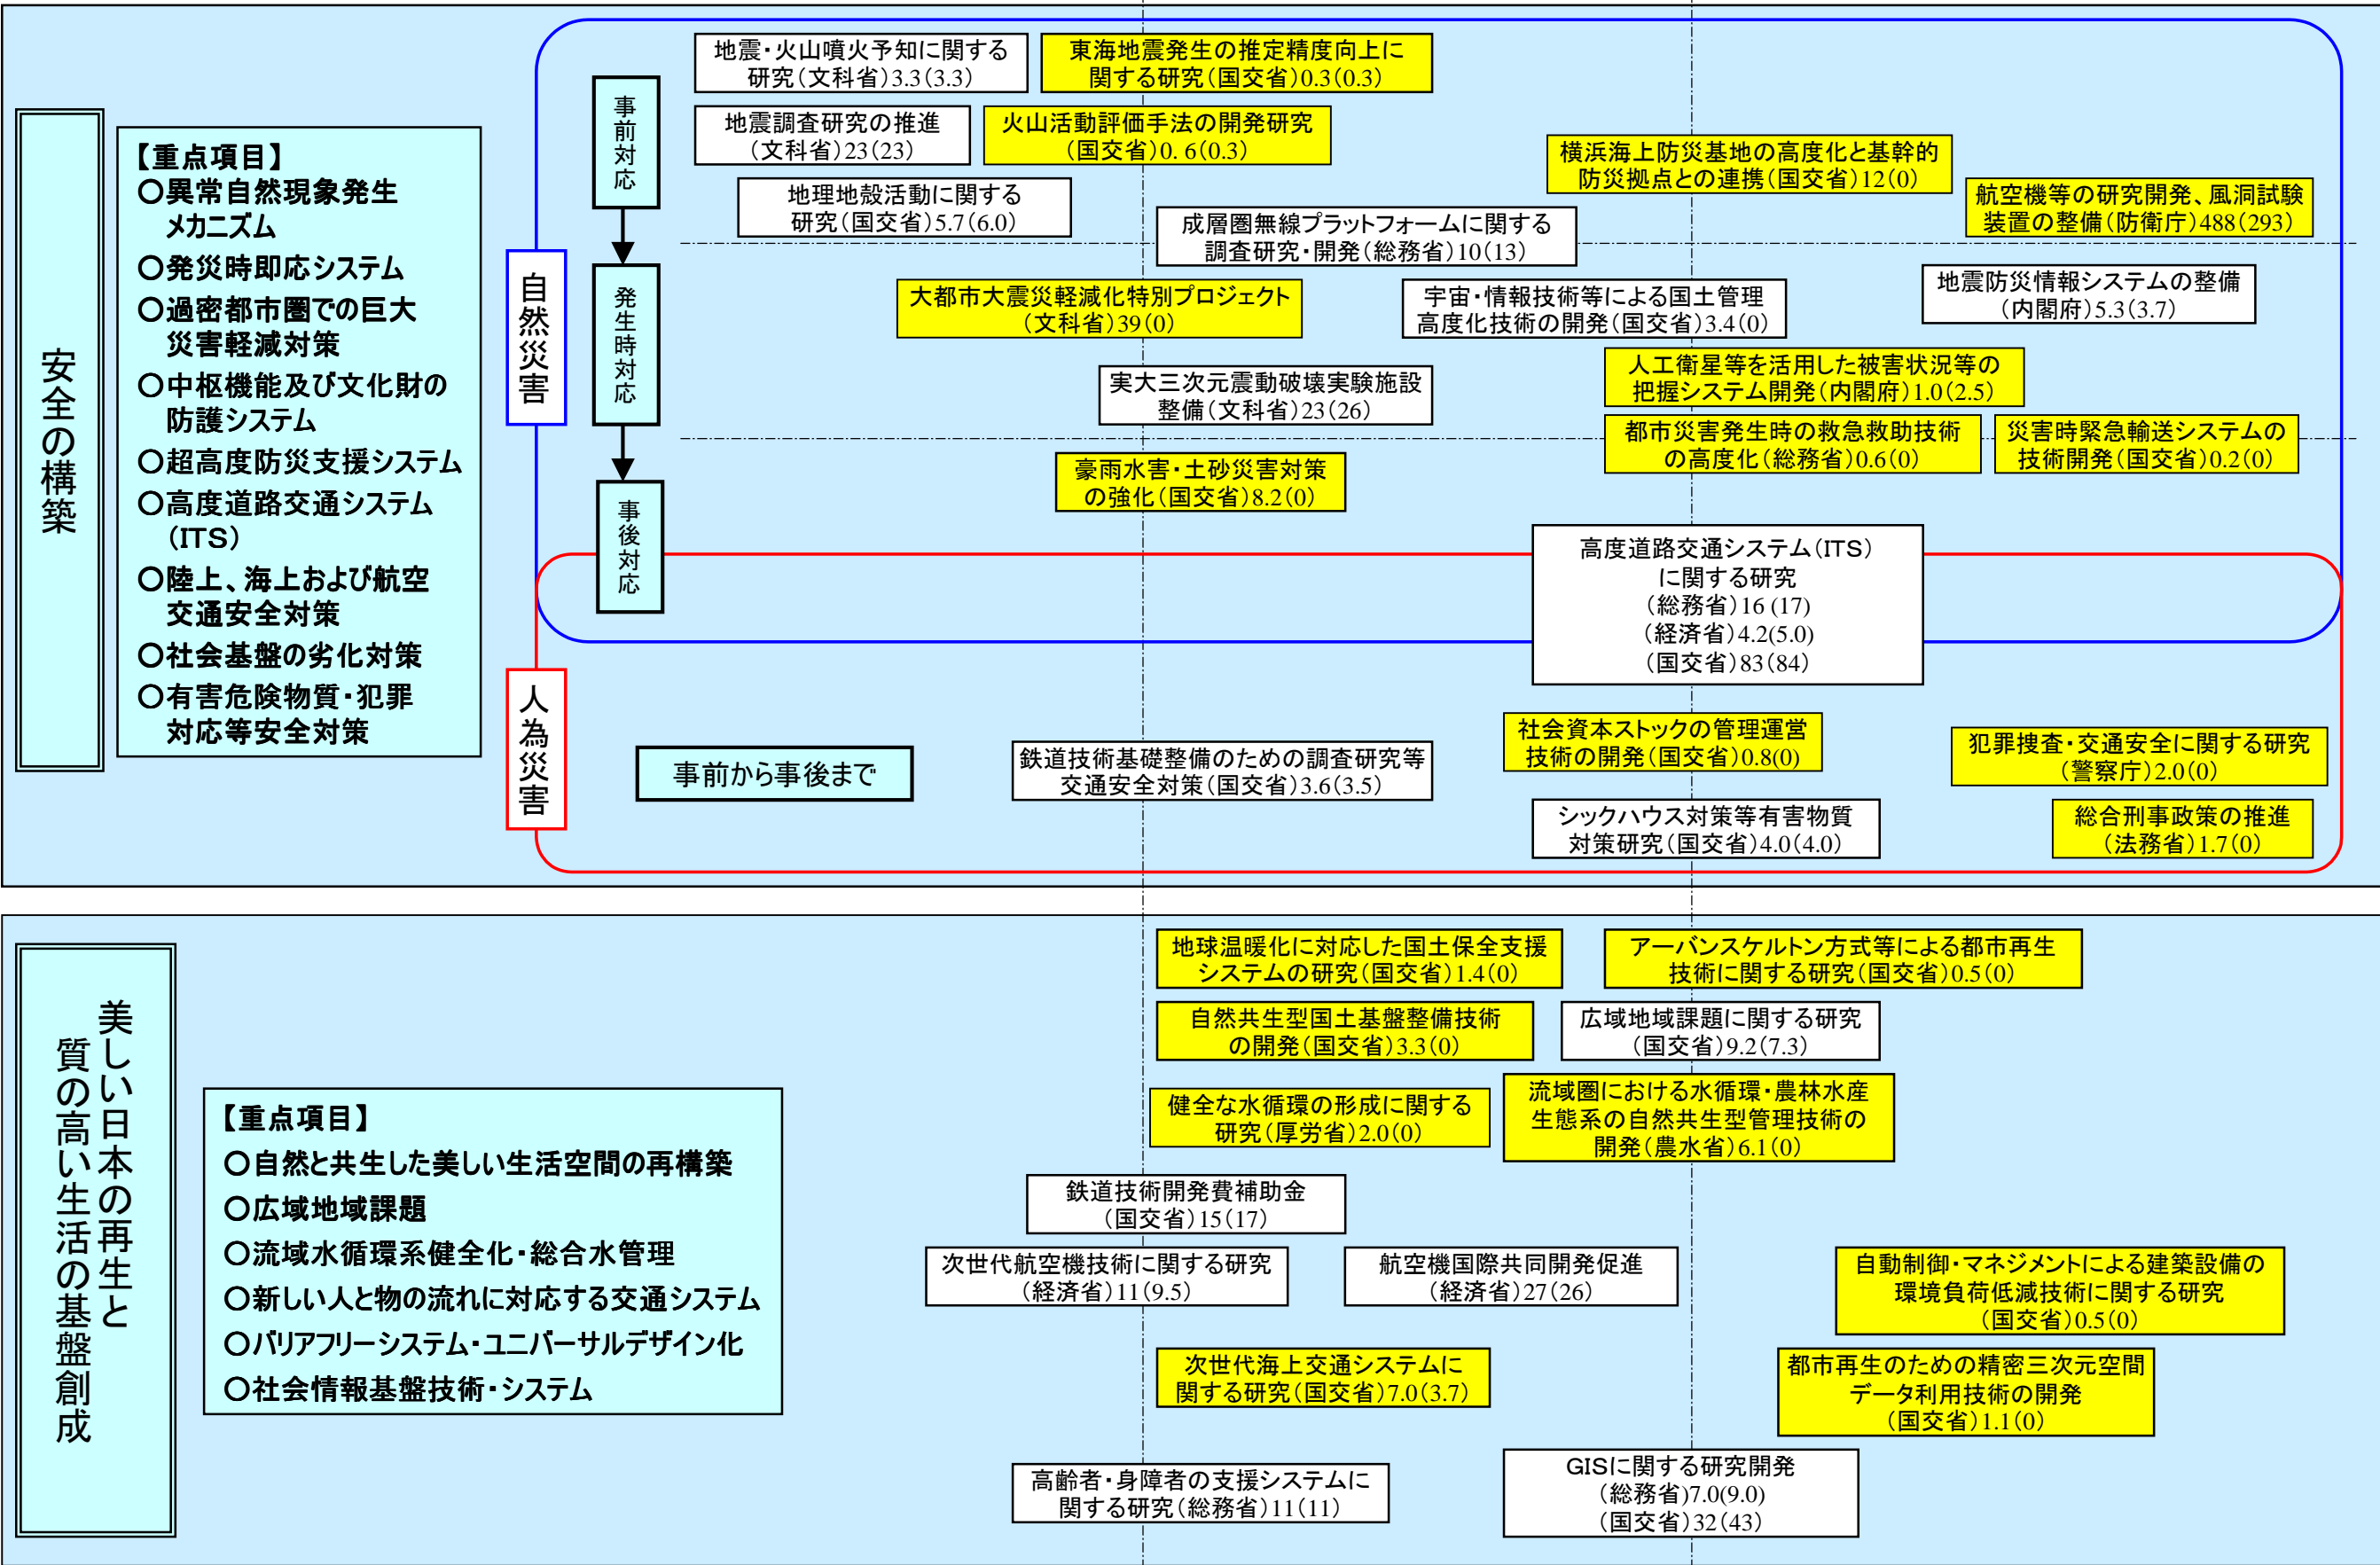 安全の構築
【重点項目】
〇異常自然現象発生
メカニズム
〇発災時即応システム
〇過密都市圏での巨大
災害軽減対策
〇中枢機能及び文化財の
防護システム
〇超高度防災支援システム
〇高度道路交通システム
(ITS)
〇陸上、海上および航空
交通安全対策
〇社会基盤の劣化対策
〇有害危険物質・犯罪
対応等安全対策
自然災害
人為災害
事前対応
発生時対応
事後対応
事前から事後まで
地震・火山噴火予知に関する
研究(文科省)3.3(3.3)
東海地震発生の推定精度向上に
関する研究(国交省)0.3(0.3)
地震調査研究の推進
(文科省)23(23)
火山活動評価手法の開発研究
(国交省)0. 6(0.3)
横浜海上防災基地の高度化と基幹的
防災拠点との連携(国交省)12(0)
地理地殻活動に関する
研究(国交省)5.7(6.0)
成層圏無線プラットフォームに関する
調査研究・開発(総務省)10(13)
航空機等の研究開発、風洞試験
装置の整備(防衛庁)488(293)
大都市大震災軽減化特別プロジェクト
(文科省)39(0)
宇宙・情報技術等による国土管理
高度化技術の開発(国交省)3.4(0)
地震防災情報システムの整備
(内閣府)5.3(3.7)
実大三次元震動破壊実験施設
整備(文科省)23(26)
人工衛星等を活用した被害状況等の
把握システム開発(内閣府)1.0(2.5)
都市災害発生時の救急救助技術
の高度化(総務省)0.6(0)
災害時緊急輸送システムの
技術開発(国交省)0.2(0)
豪雨水害・土砂災害対策
の強化(国交省)8.2(0)
高度道路交通システム(ITS)
に関する研究
(総務省)16 (17)
(経済省)4.2(5.0)
(国交省)83(84)
社会資本ストックの管理運営
技術の開発(国交省)0.8(0)
鉄道技術基礎整備のための調査研究等
交通安全対策(国交省)3.6(3.5)
犯罪捜査・交通安全に関する研究
(警察庁)2.0(0)
シックハウス対策等有害物質
対策研究(国交省)4.0(4.0)
総合刑事政策の推進
(法務省)1.7(0)
美しい日本の再生と
質の高い生活の基盤創成
【重点項目】
〇自然と共生した美しい生活空間の再構築
〇広域地域課題
〇流域水循環系健全化・総合水管理
〇新しい人と物の流れに対応する交通システム
〇バリアフリーシステム・ユニバーサルデザイン化
〇社会情報基盤技術・システム
地球温暖化に対応した国土保全支援
システムの研究(国交省)1.4(0)
アーバンスケルトン方式等による都市再生
技術に関する研究(国交省)0.5(0)
自然共生型国土基盤整備技術
の開発(国交省)3.3(0)
広域地域課題に関する研究
(国交省)9.2(7.3)
健全な水循環の形成に関する
研究(厚労省)2.0(0)
流域圏における水循環・農林水産
生態系の自然共生型管理技術の
開発(農水省)6.1(0)
鉄道技術開発費補助金
(国交省)15(17)
次世代航空機技術に関する研究
(経済省)11(9.5)
航空機国際共同開発促進
(経済省)27(26)
自動制御・マネジメントによる建築設備の
環境負荷低減技術に関する研究
(国交省)0.5(0)
次世代海上交通システムに
関する研究(国交省)7.0(3.7)
都市再生のための精密三次元空間
データ利用技術の開発
(国交省)1.1(0)
高齢者・身障者の支援システムに
関する研究(総務省)11(11)
GISに関する研究開発
(総務省)7.0(9.0)
(国交省)32(43)